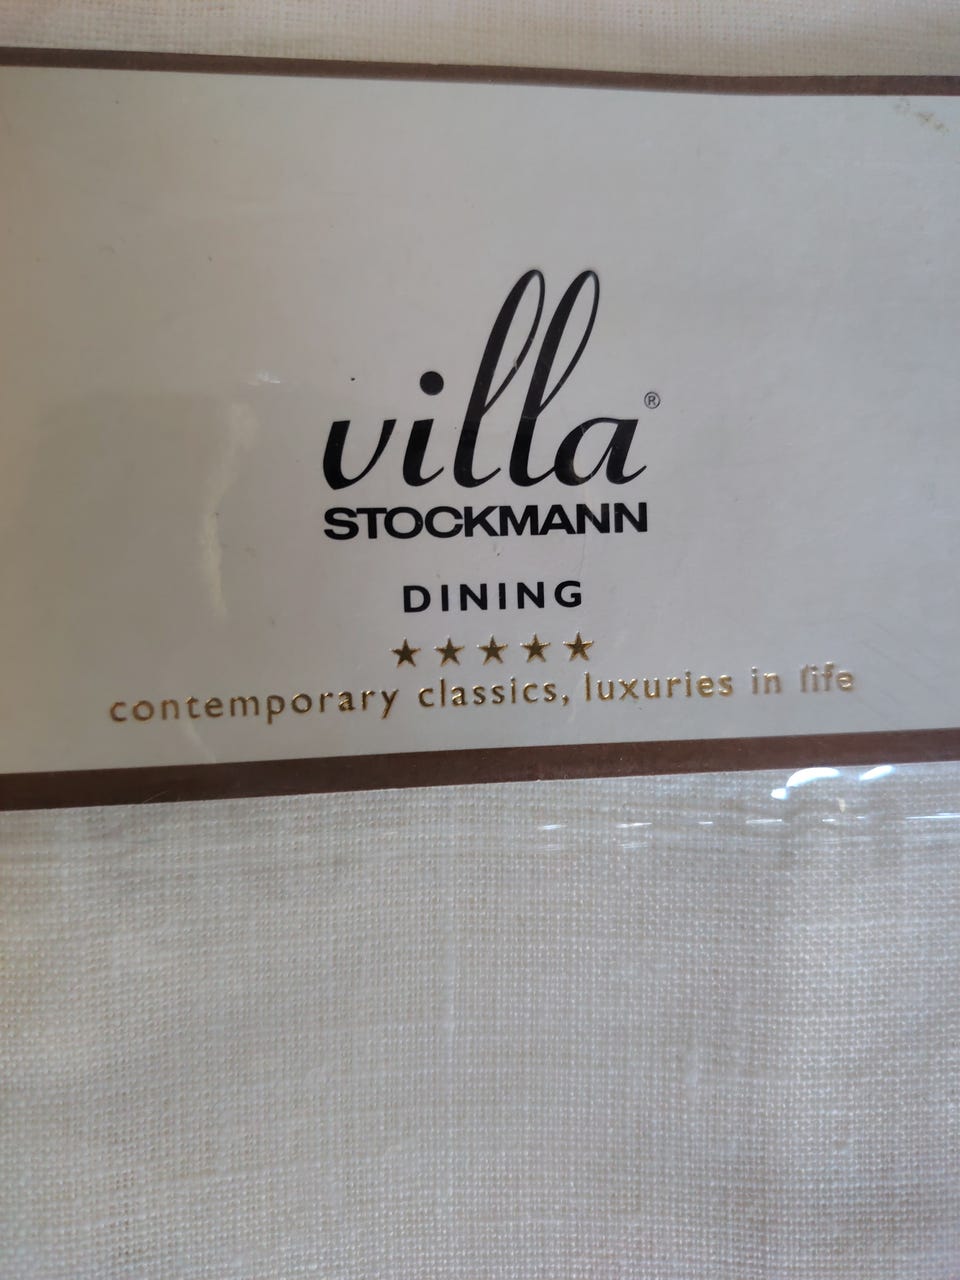 villa®
STOCKMANN
DINING
★★★★★
contemporary classics, luxuries in life